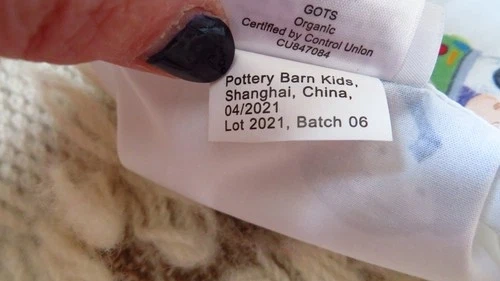 GOTS
Organic
Certified by Control Union
CU847084
Pottery Barn Kids,
Shanghai, China,
04/2021
Lot 2021, Batch 06